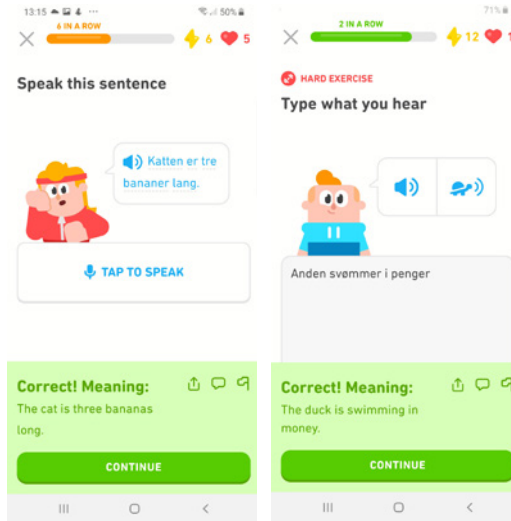 13:15
50%
6 IN A ROW
6
5
Speak this sentence
Katten er tre
bananer lang.
TAP TO SPEAK
Correct! Meaning:
The cat is three bananas
long.
CONTINUE
71%
2 IN A ROW
12
1
HARD EXERCISE
Type what you hear
Anden svømmer i penger
Correct! Meaning:
The duck is swimming in
money.
CONTINUE